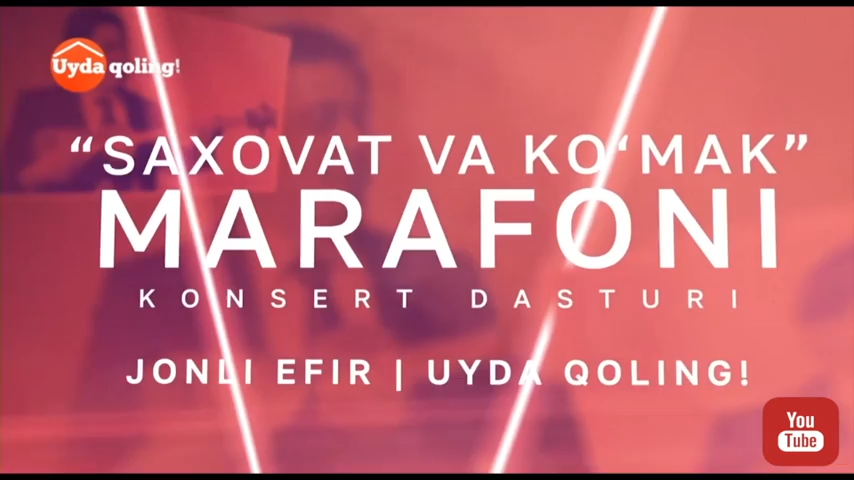 Uyda qoling!
“SAXOVAT VA KO‘MAK”
MARAFONI
KONSERT DASTURI
JONLI EFIR | UYDA QOLING!
You
Tube